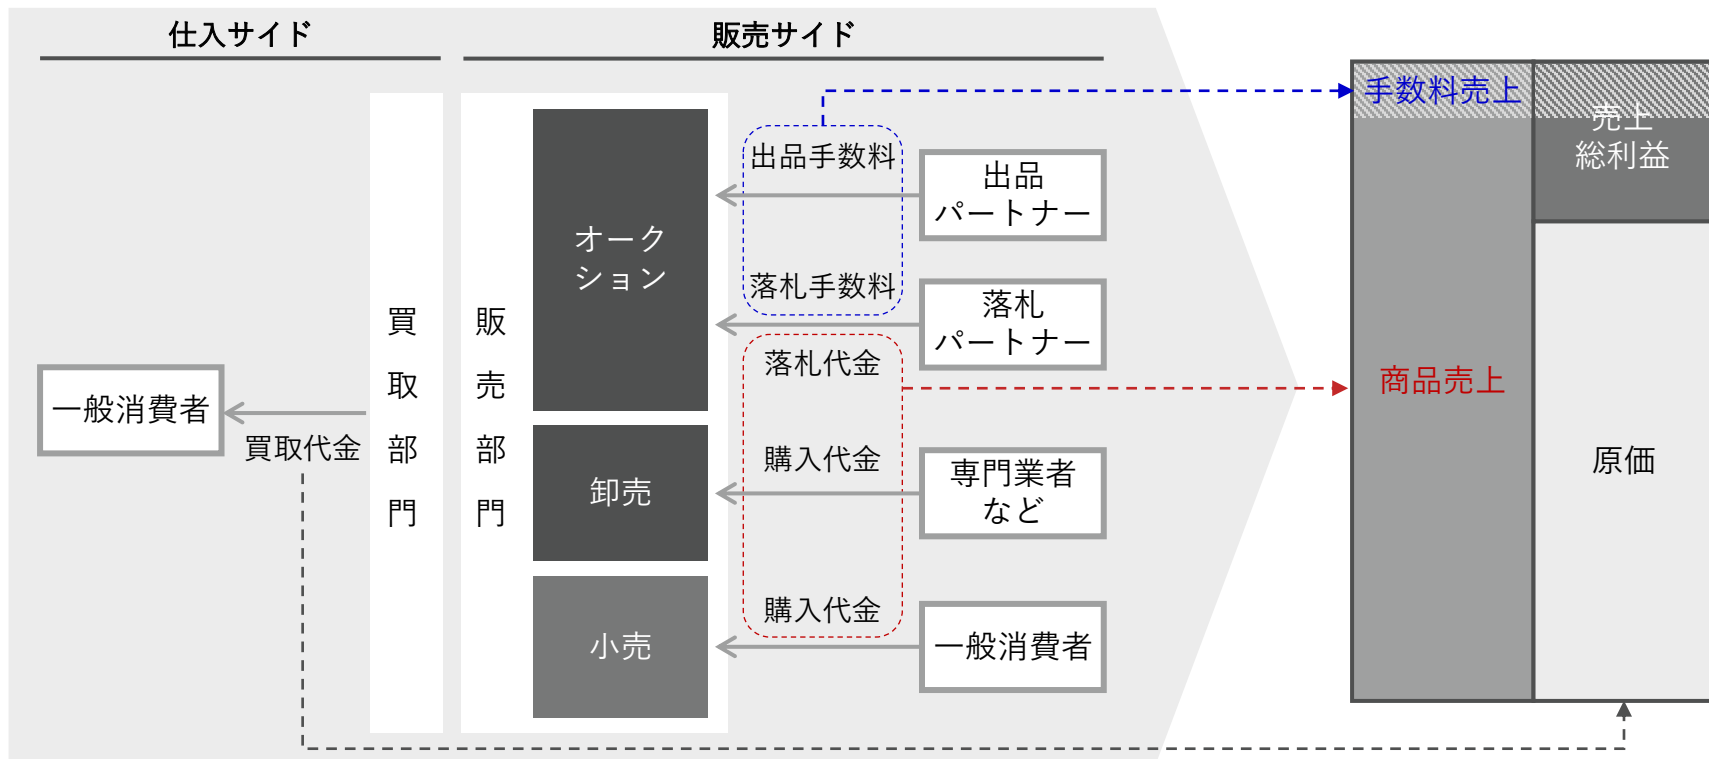 仕入サイド
販売サイド
一般消費者
買取代金
買取部門
販売部門
オーク
ション
卸売
小売
出品手数料
落札手数料
落札代金
購入代金
購入代金
出品
パートナー
落札
パートナー
専門業者
など
一般消費者
手数料売上
商品売上
売上
総利益
原価